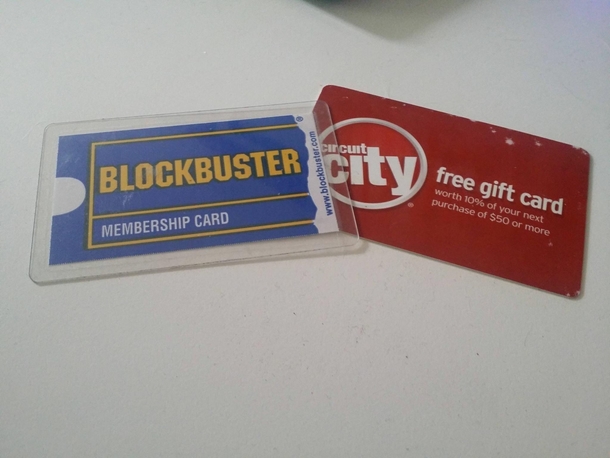 BLOCKBUSTER
MEMBERSHIP CARD
www.blockbuster.com
®
circuit
city
®
free gift card
worth 10% of your next
purchase of $50 or more